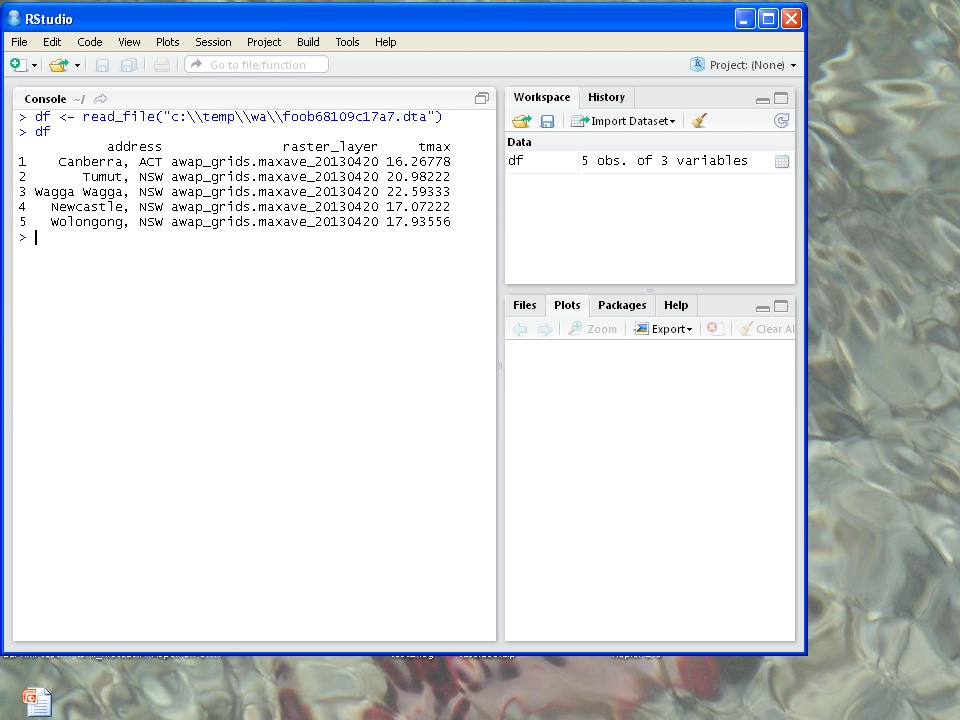 RStudio
File Edit Code View Plots Session Project Build Tools Help
Go to file/function
Project: (None)
Console ~/
> df <- read_file("c:\\temp\\wa\\foob68109c17a7.dta")
> df
address raster_layer tmax
1 Canberra, ACT awap_grids.maxave_20130420 16.26778
2 Tumut, NSW awap_grids.maxave_20130420 20.98222
3 Wagga Wagga, NSW awap_grids.maxave_20130420 22.59333
4 Newcastle, NSW awap_grids.maxave_20130420 17.07222
5 Wolongong, NSW awap_grids.maxave_20130420 17.93556
>
Workspace History
Import Dataset
Data
df 5 obs. of 3 variables
Files Plots Packages Help
Zoom Export Clear Al